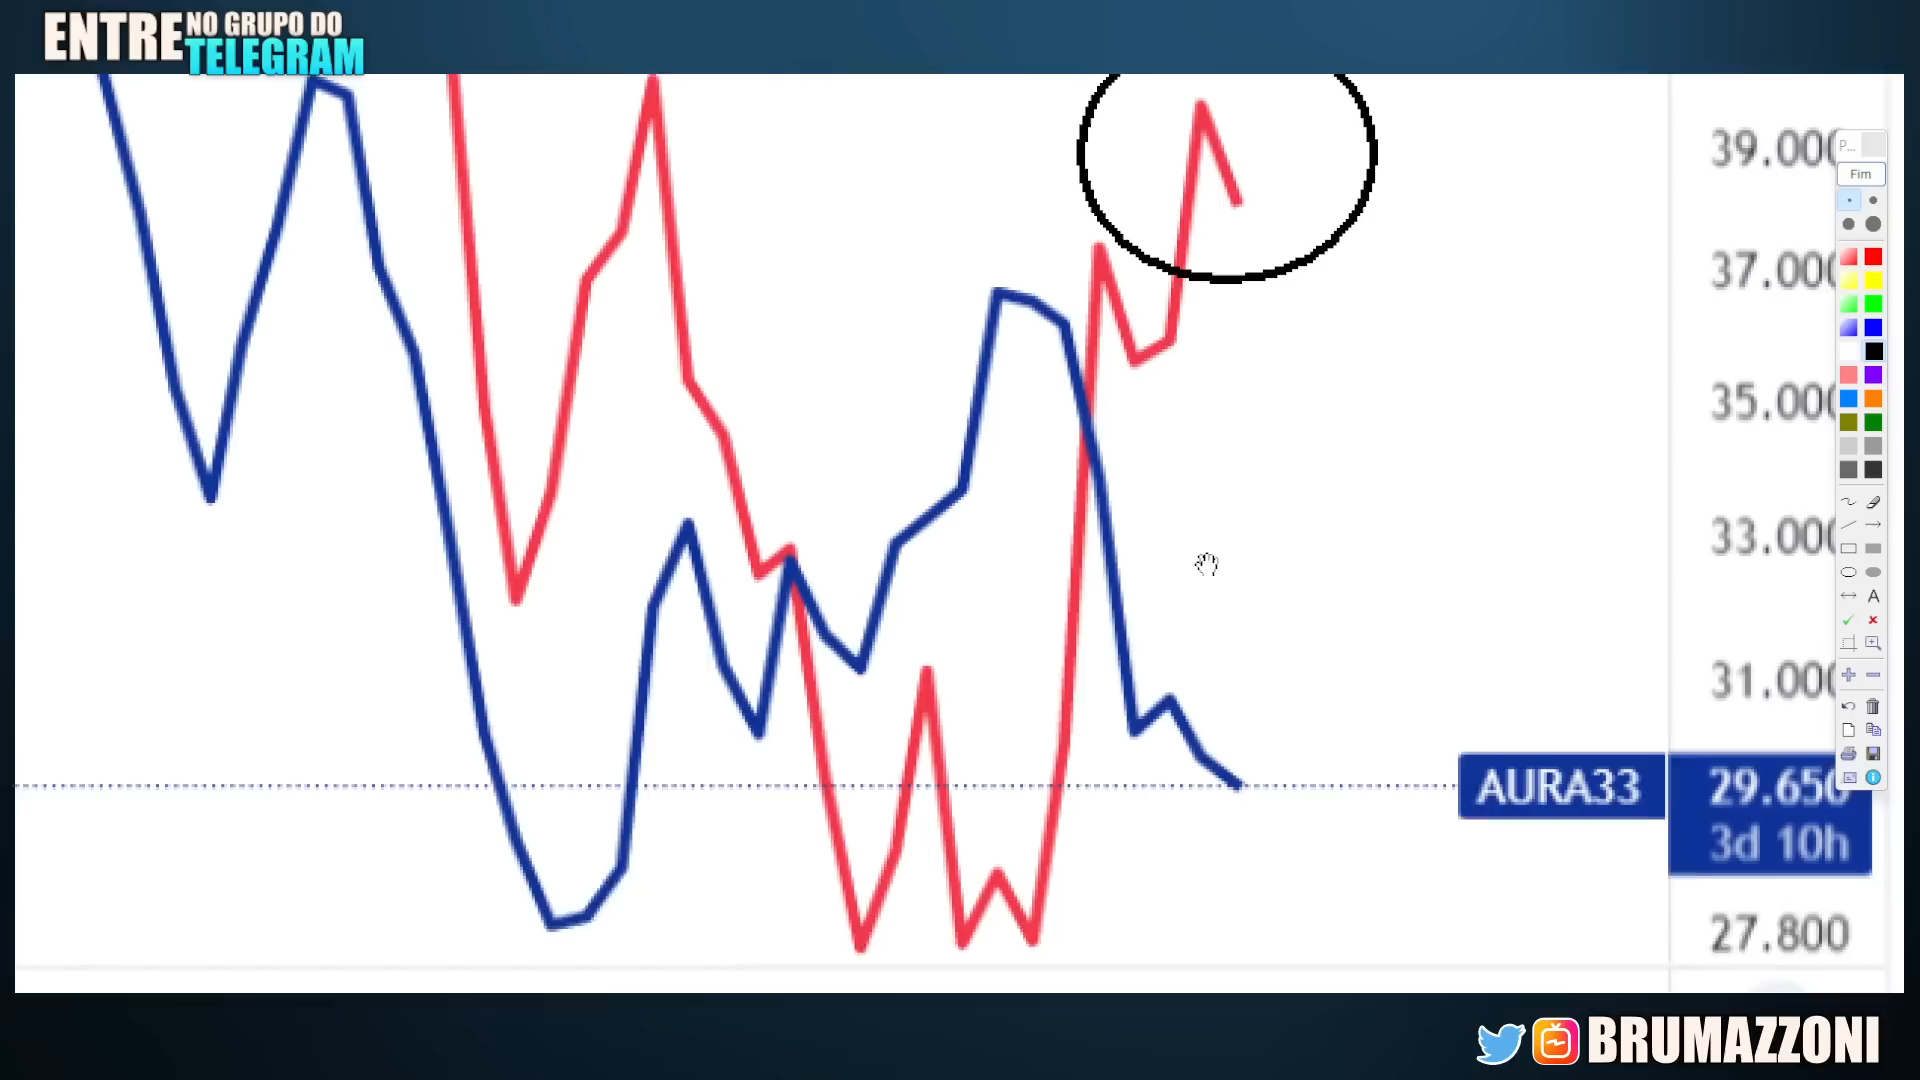 ENTRE NO GRUPO DO
TELEGRAM
39.000
P...
Fim
37.000
35.000
33.000
A
31.000
AURA33 29.650
3d 10h
27.800
BRUMAZZONI